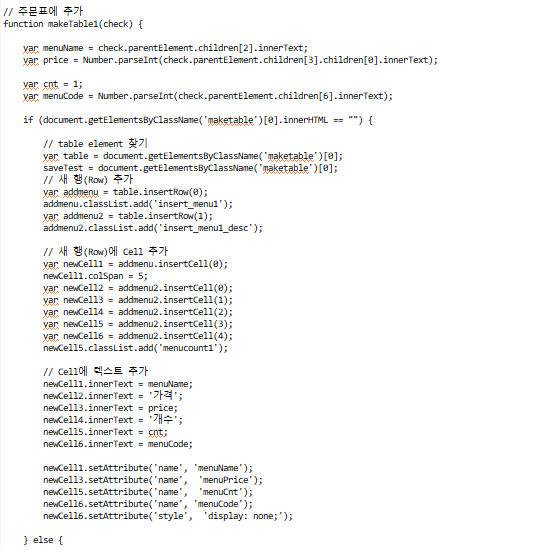 // 주문표에 추가
function makeTable1(check) {
var menuName = check.parentElement.children[2].innerText;
var price = Number.parseInt(check.parentElement.children[3].children[0].innerText);
var cnt = 1;
var menuCode = Number.parseInt(check.parentElement.children[6].innerText);
if (document.getElementsByClassName('maketable')[0].innerHTML == "") {
// table element 찾기
var table = document.getElementsByClassName('maketable')[0];
saveTest = document.getElementsByClassName('maketable')[0];
// 새 행(Row) 추가
var addmenu = table.insertRow(0);
addmenu.classList.add('insert_menu1');
var addmenu2 = table.insertRow(1);
addmenu2.classList.add('insert_menu1_desc');
// 새 행(Row)에 Cell 추가
var newCell1 = addmenu.insertCell(0);
newCell1.colSpan = 5;
var newCell2 = addmenu2.insertCell(0);
var newCell3 = addmenu2.insertCell(1);
var newCell4 = addmenu2.insertCell(2);
var newCell5 = addmenu2.insertCell(3);
var newCell6 = addmenu2.insertCell(4);
newCell5.classList.add('menucount1');
// Cell에 텍스트 추가
newCell1.innerText = menuName;
newCell2.innerText = '가격';
newCell3.innerText = price;
newCell4.innerText = '개수';
newCell5.innerText = cnt;
newCell6.innerText = menuCode;
newCell1.setAttribute('name', 'menuName');
newCell3.setAttribute('name', 'menuPrice');
newCell5.setAttribute('name', 'menuCnt');
newCell6.setAttribute('name', 'menuCode');
newCell6.setAttribute('style', 'display: none;');
} else {